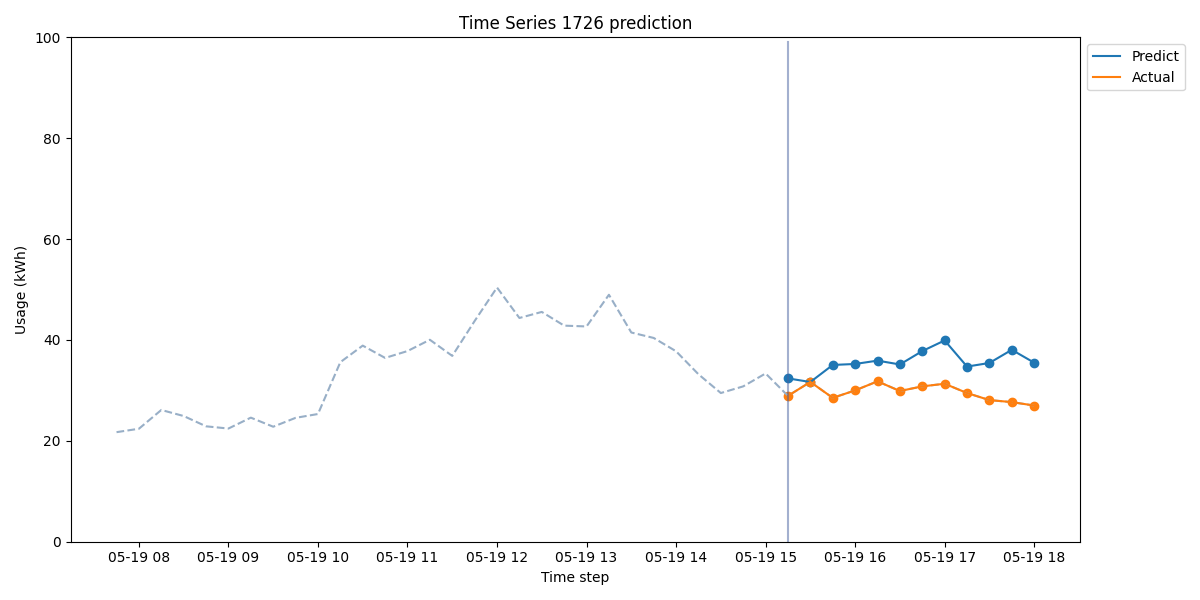 Time Series 1726 prediction
Usage (kWh)
100
80
60
40
20
0
05-19 08 05-19 09 05-19 10 05-19 11 05-19 12 05-19 13 05-19 14 05-19 15 05-19 16 05-19 17 05-19 18
Time step
Predict
Actual